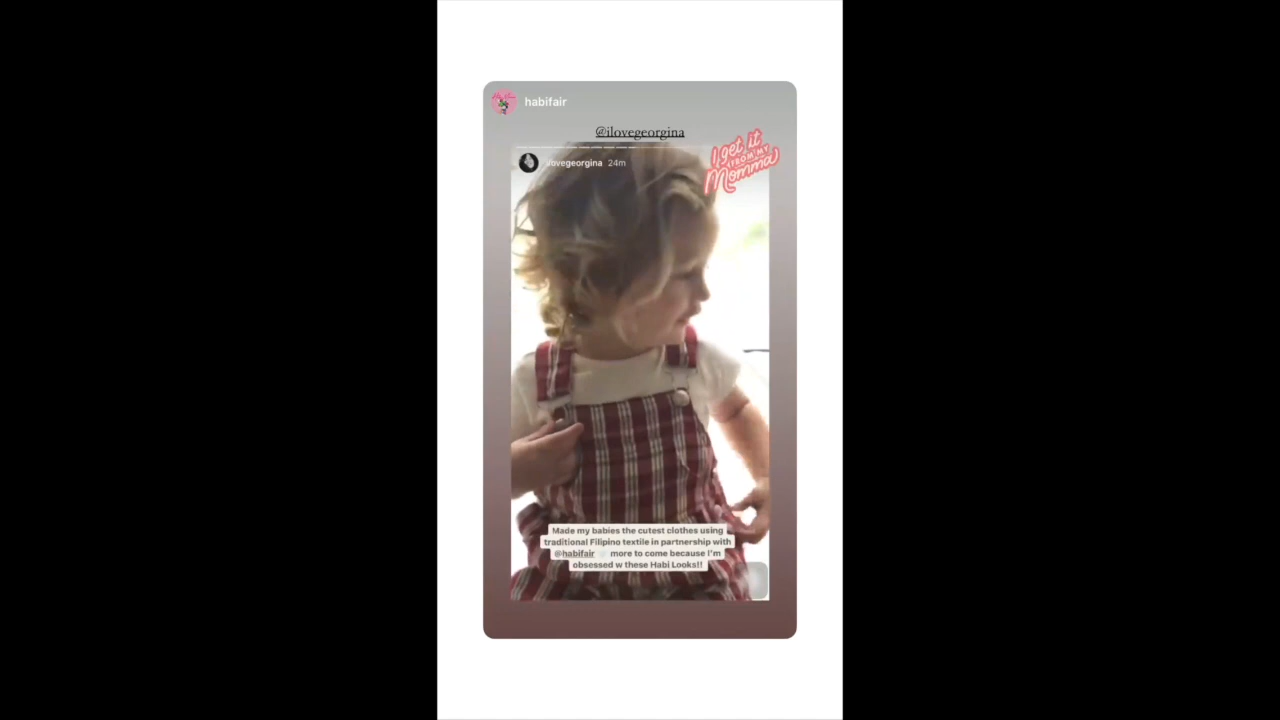 habifair
@ilovegeorgina
ilovegeorgina 24m
I get it
FROM MY
Momma
Made my babies the cutest clothes using
traditional Filipino textile in partnership with
@habifair more to come because I'm
obsessed w these Habi Looks!!